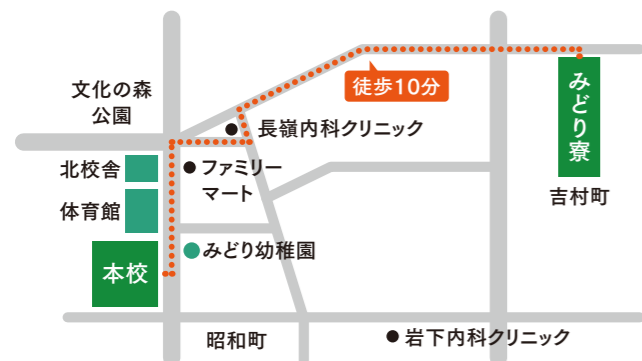 徒歩10分
みどり寮
吉村町
文化の森
公園
長嶺内科クリニック
北校舎
ファミリー
マート
体育館
みどり幼稚園
本校
昭和町
岩下内科クリニック